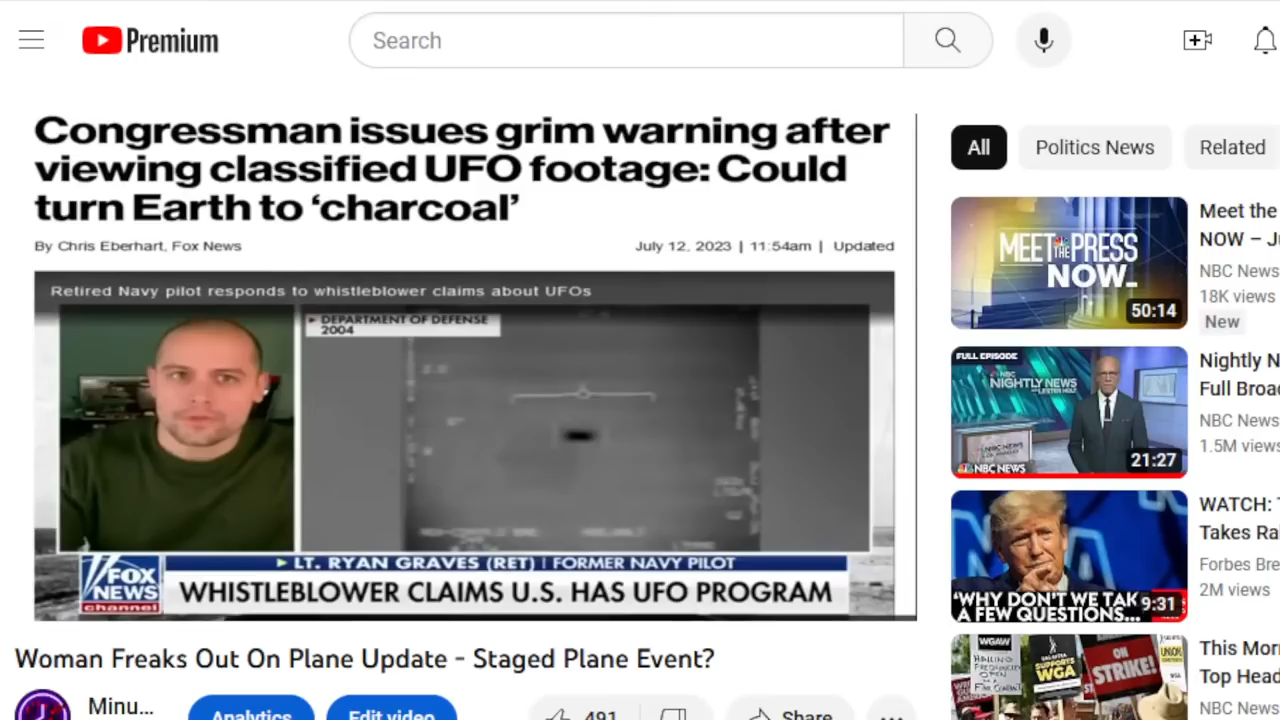 Premium
Search
Congressman issues grim warning after
viewing classified UFO footage: Could
turn Earth to ‘charcoal’
By Chris Eberhart, Fox News
July 12, 2023 | 11:54am | Updated
Retired Navy pilot responds to whistleblower claims about UFOs
DEPARTMENT OF DEFENSE
2004
FOX
NEWS
channel
LT. RYAN GRAVES (RET) | FORMER NAVY PILOT
WHISTLEBLOWER CLAIMS U.S. HAS UFO PROGRAM
Woman Freaks Out On Plane Update - Staged Plane Event?
Minu...
Analytics
Edit video
491
Share
All
Politics News
Related
MEET THE PRESS
NOW
50:14
Meet the
NOW –
NBC News
18K views
New
FULL EPISODE
NBC
NIGHTLY NEWS
NBC NEWS
21:27
Nightly N
Full Broa
NBC News
1.5M views
'WHY DON'T WE TAK
A FEW QUESTIONS...
9:31
WATCH:
Takes Ra
Forbes Bre
2M views
WGAW
SUPPORTS
WGA
ON
STRIKE!
This Morn
Top Head
NBC News